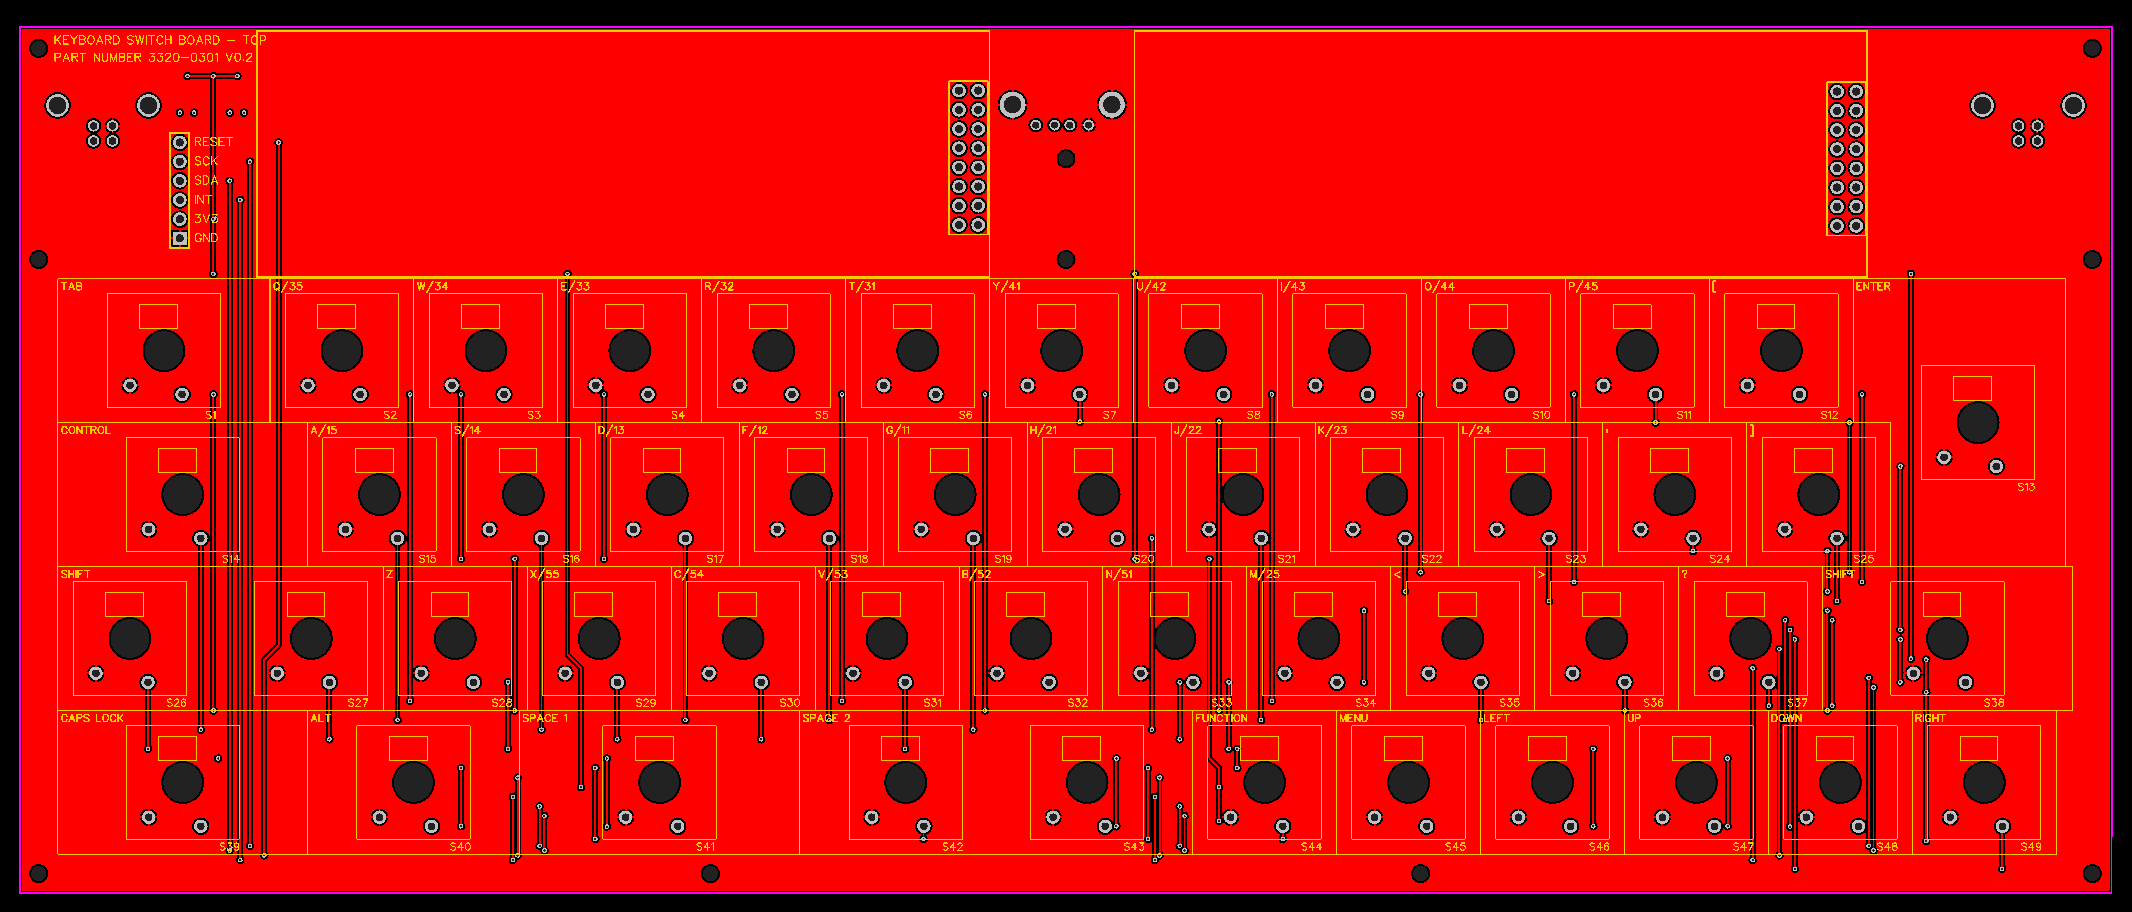 KEYBOARD SWITCH BOARD - TOP
PART NUMBER 3320-0301 V0.2
RESET
SCK
SDA
INT
3V3
GND
TAB Q/35 W/34 E/33 R/32 T/31 Y/41 U/42 I/43 O/44 P/45 [ ENTER
S1 S2 S3 S4 S5 S6 S7 S8 S9 S10 S11 S12
CONTROL A/15 S/14 D/13 F/12 G/11 H/21 J/22 K/23 L/24 ' ]
S13
S14 S15 S16 S17 S18 S19 S20 S21 S22 S23 S24 S25
SHIFT Z X/55 C/54 V/53 B/52 N/51 M/25 < > ? SHIFT
S26 S27 S28 S29 S30 S31 S32 S33 S34 S35 S36 S37 S38
CAPS LOCK ALT SPACE 1 SPACE 2 FUNCTION MENU LEFT UP DOWN RIGHT
S39 S40 S41 S42 S43 S44 S45 S46 S47 S48 S49